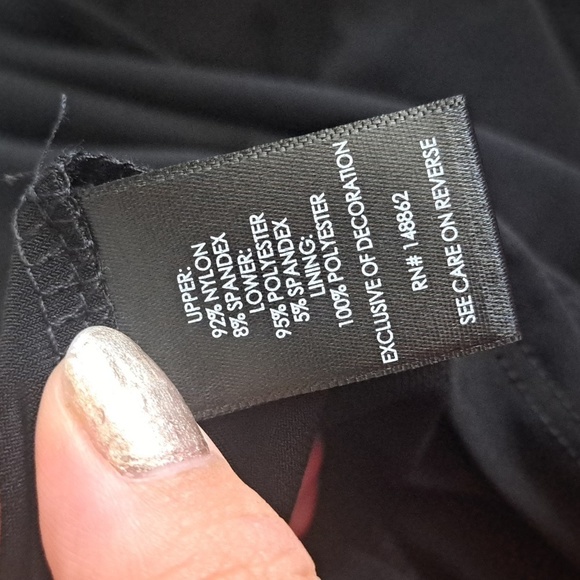 UPPER:
92% NYLON
8% SPANDEX
LOWER:
95% POLYESTER
5% SPANDEX
LINING:
100% POLYESTER
EXCLUSIVE OF DECORATION
RN# 148862
SEE CARE ON REVERSE